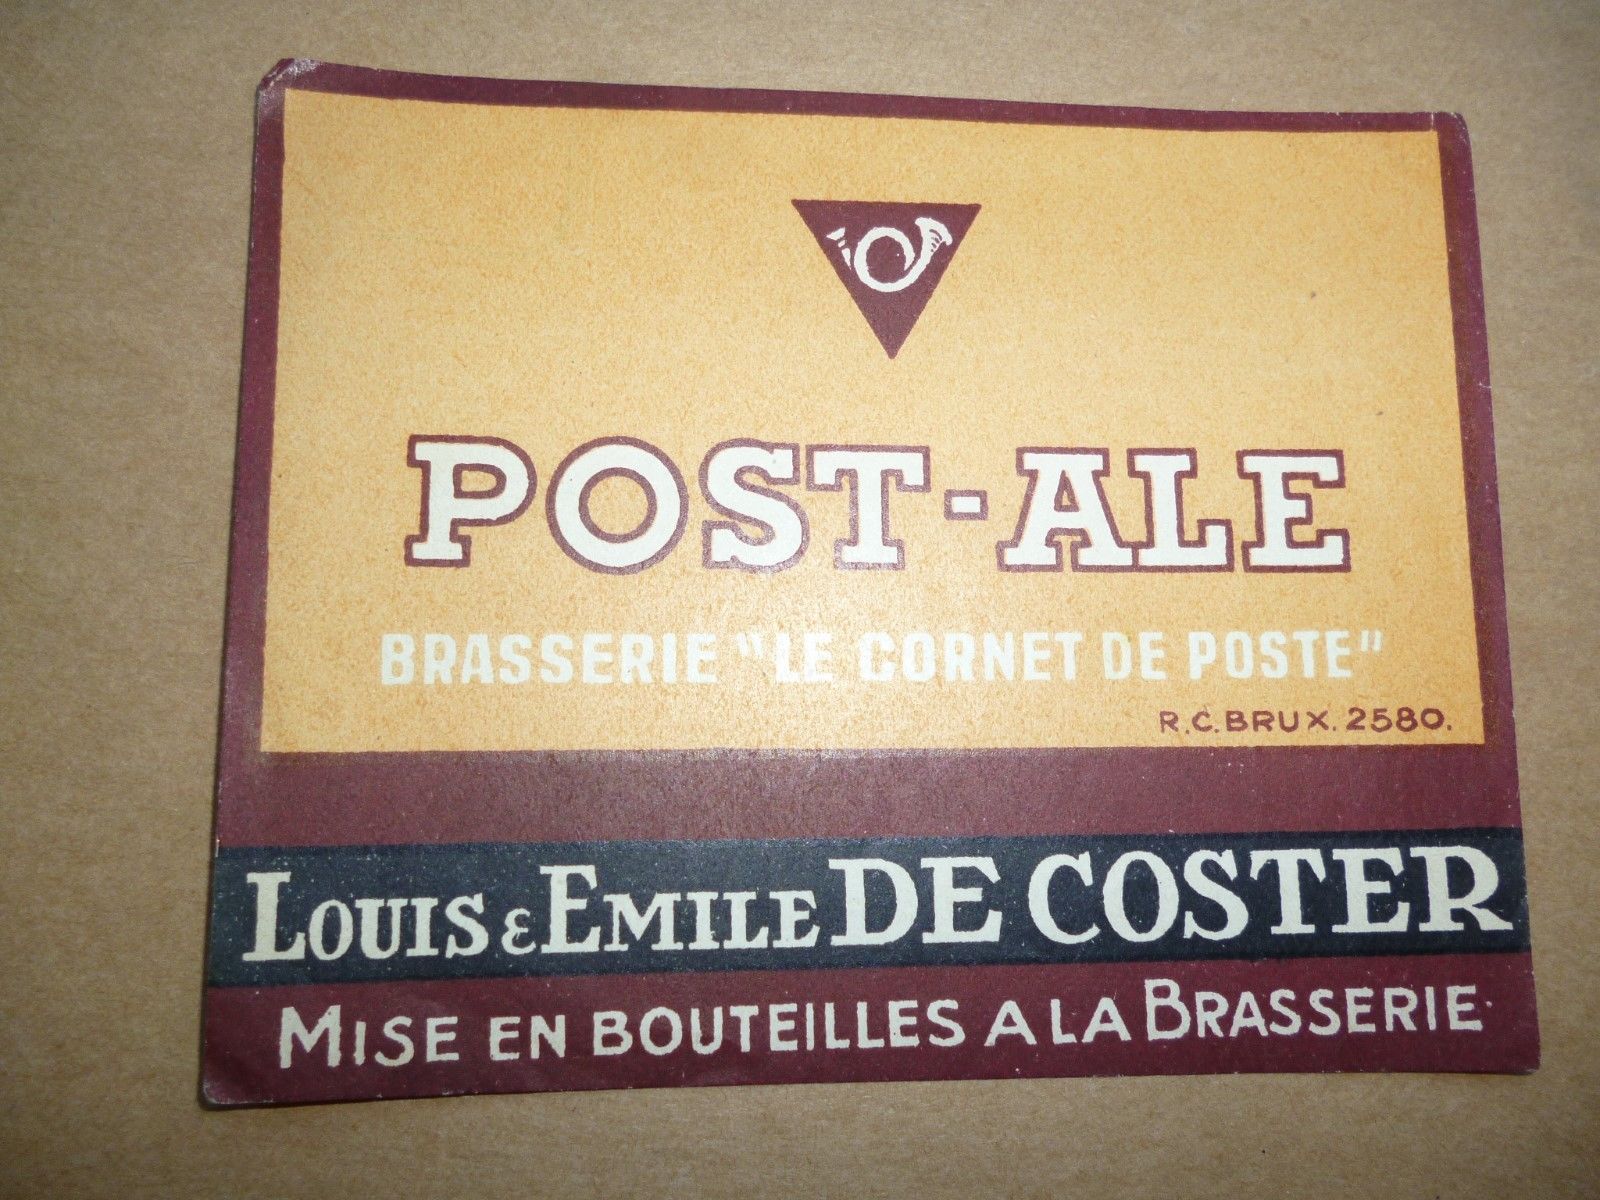 POST-ALE
BRASSERIE "LE CORNET DE POSTE"
R.C. BRUX. 2580.
LOUIS & EMILE DE COSTER
MISE EN BOUTEILLES A LA BRASSERIE.